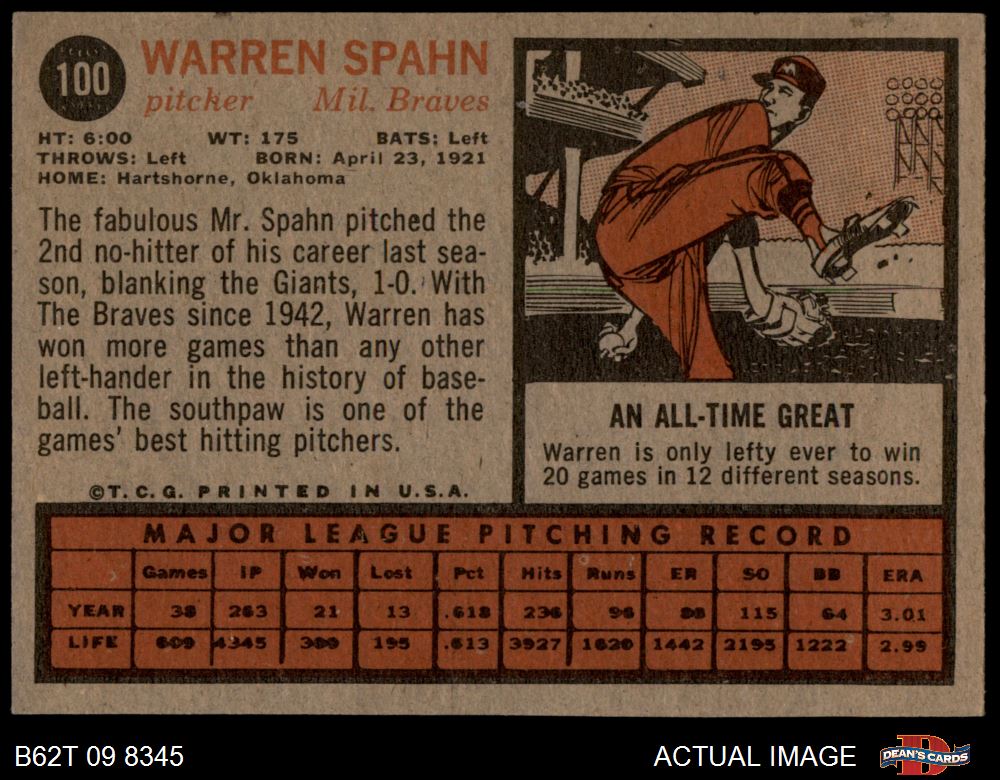 100
WARREN SPAHN
pitcher Mil. Braves
HT: 6:00 WT: 175 BATS: Left
THROWS: Left BORN: April 23, 1921
HOME: Hartshorne, Oklahoma
The fabulous Mr. Spahn pitched the
2nd no-hitter of his career last sea-
son, blanking the Giants, 1-0. With
The Braves since 1942, Warren has
won more games than any other
left-hander in the history of base-
ball. The southpaw is one of the
games' best hitting pitchers.
©T.C.G. PRINTED IN U.S.A.
M
AN ALL-TIME GREAT
Warren is only lefty ever to win
20 games in 12 different seasons.
MAJOR LEAGUE PITCHING RECORD
Games IP Won Lost Pct Hits Runs ER SO BB ERA
YEAR 38 263 21 13 .618 236 96 88 115 64 3.01
LIFE 609 4345 309 195 .613 3927 1620 1442 2195 1222 2.99
B62T 09 8345
ACTUAL IMAGE
DEAN'S CARDS